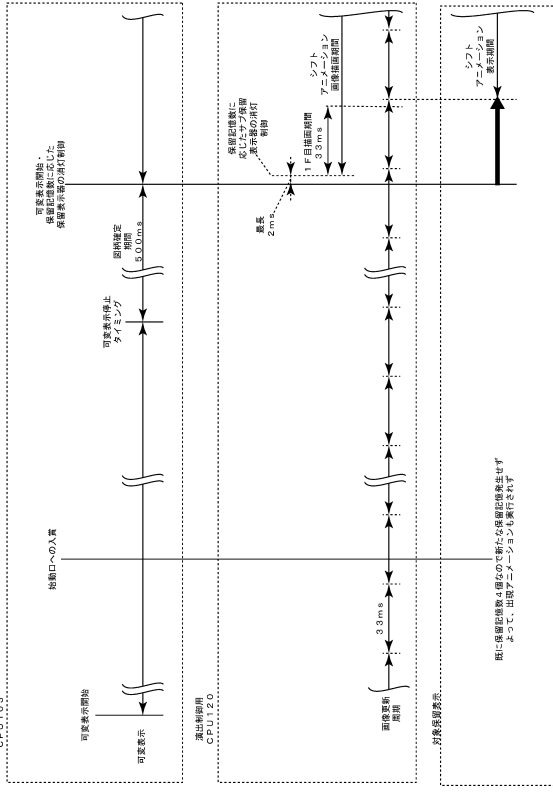 可変表示開始・
保留記憶数に応じた
保留表示器の消灯制御
図柄確定
期間
500ms
可変表示停止
タイミング
始動口への入賞
可変表示開始
可変表示
演出制御用
CPU120
保留記憶数に
応じたサブ保留
表示器の消灯
制御
最長
2ms
1F目描画期間
33ms
シフト
アニメーション
画像描画期間
33ms
画像更新
周期
対象保留表示
シフト
アニメーション
表示期間
既に保留記憶数4個なので新たな保留記憶発生せず
よって、出現アニメーションも実行されず